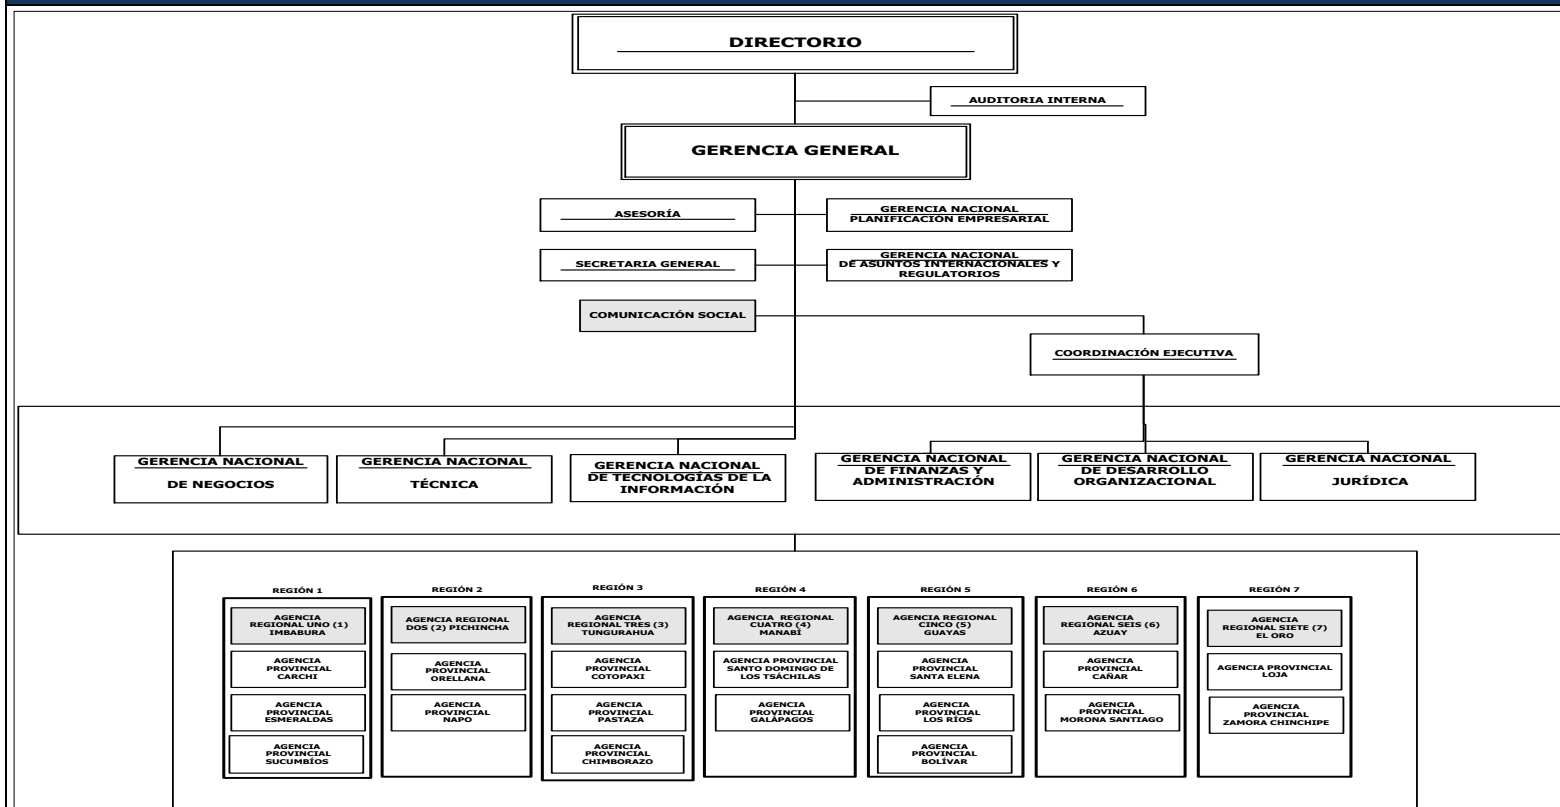 DIRECTORIO
AUDITORIA INTERNA
GERENCIA GENERAL
ASESORÍA
GERENCIA NACIONAL
PLANIFICACIÓN EMPRESARIAL
SECRETARIA GENERAL
GERENCIA NACIONAL
DE ASUNTOS INTERNACIONALES Y
REGULATORIOS
COMUNICACIÓN SOCIAL
COORDINACIÓN EJECUTIVA
GERENCIA NACIONAL
DE NEGOCIOS
GERENCIA NACIONAL
TÉCNICA
GERENCIA NACIONAL
DE TECNOLOGÍAS DE LA
INFORMACIÓN
GERENCIA NACIONAL
DE FINANZAS Y
ADMINISTRACIÓN
GERENCIA NACIONAL
DE DESARROLLO
ORGANIZACIONAL
GERENCIA NACIONAL
JURÍDICA
REGIÓN 1
AGENCIA
REGIONAL UNO (1)
IMBABURA
AGENCIA
PROVINCIAL
CARCHI
AGENCIA
PROVINCIAL
ESMERALDAS
AGENCIA
PROVINCIAL
SUCUMBÍOS
REGIÓN 2
AGENCIA REGIONAL
DOS (2) PICHINCHA
AGENCIA
PROVINCIAL
ORELLANA
AGENCIA
PROVINCIAL
NAPO
REGIÓN 3
AGENCIA
REGIONAL TRES (3)
TUNGURAHUA
AGENCIA
PROVINCIAL
COTOPAXI
AGENCIA
PROVINCIAL
PASTAZA
AGENCIA
PROVINCIAL
CHIMBORAZO
REGIÓN 4
AGENCIA REGIONAL
CUATRO (4)
MANABÍ
AGENCIA PROVINCIAL
SANTO DOMINGO DE
LOS TSÁCHILAS
AGENCIA
PROVINCIAL
GALÁPAGOS
REGIÓN 5
AGENCIA REGIONAL
CINCO (5)
GUAYAS
AGENCIA
PROVINCIAL
SANTA ELENA
AGENCIA
PROVINCIAL
LOS RÍOS
AGENCIA
PROVINCIAL
BOLÍVAR
REGIÓN 6
AGENCIA
REGIONAL SEIS (6)
AZUAY
AGENCIA
PROVINCIAL
CAÑAR
AGENCIA
PROVINCIAL
MORONA SANTIAGO
REGIÓN 7
AGENCIA
REGIONAL SIETE (7)
EL ORO
AGENCIA PROVINCIAL
LOJA
AGENCIA
PROVINCIAL
ZAMORA CHINCHIPE